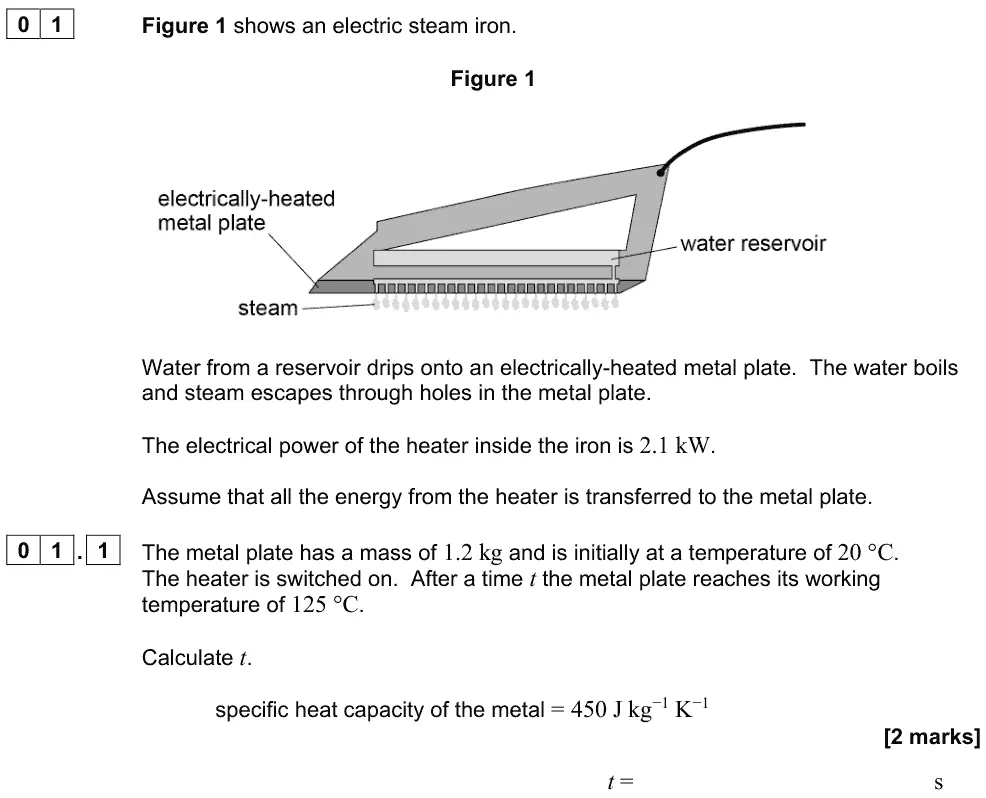 0 1 Figure 1 shows an electric steam iron.
Figure 1
electrically-heated
metal plate
water reservoir
steam
Water from a reservoir drips onto an electrically-heated metal plate. The water boils
and steam escapes through holes in the metal plate.
The electrical power of the heater inside the iron is 2.1 kW.
Assume that all the energy from the heater is transferred to the metal plate.
0 1 . 1 The metal plate has a mass of 1.2 kg and is initially at a temperature of 20 °C.
The heater is switched on. After a time t the metal plate reaches its working
temperature of 125 °C.
Calculate t.
specific heat capacity of the metal = 450 J kg⁻¹ K⁻¹
[2 marks]
t = s